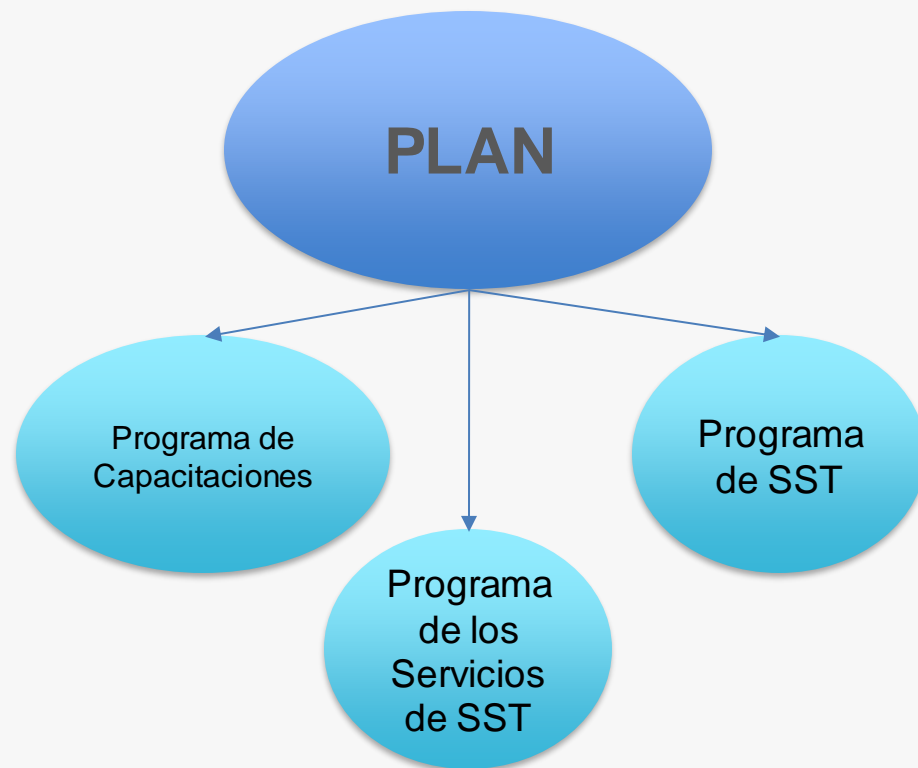 PLAN
Programa de
Capacitaciones
Programa
de SST
Programa
de los
Servicios
de SST